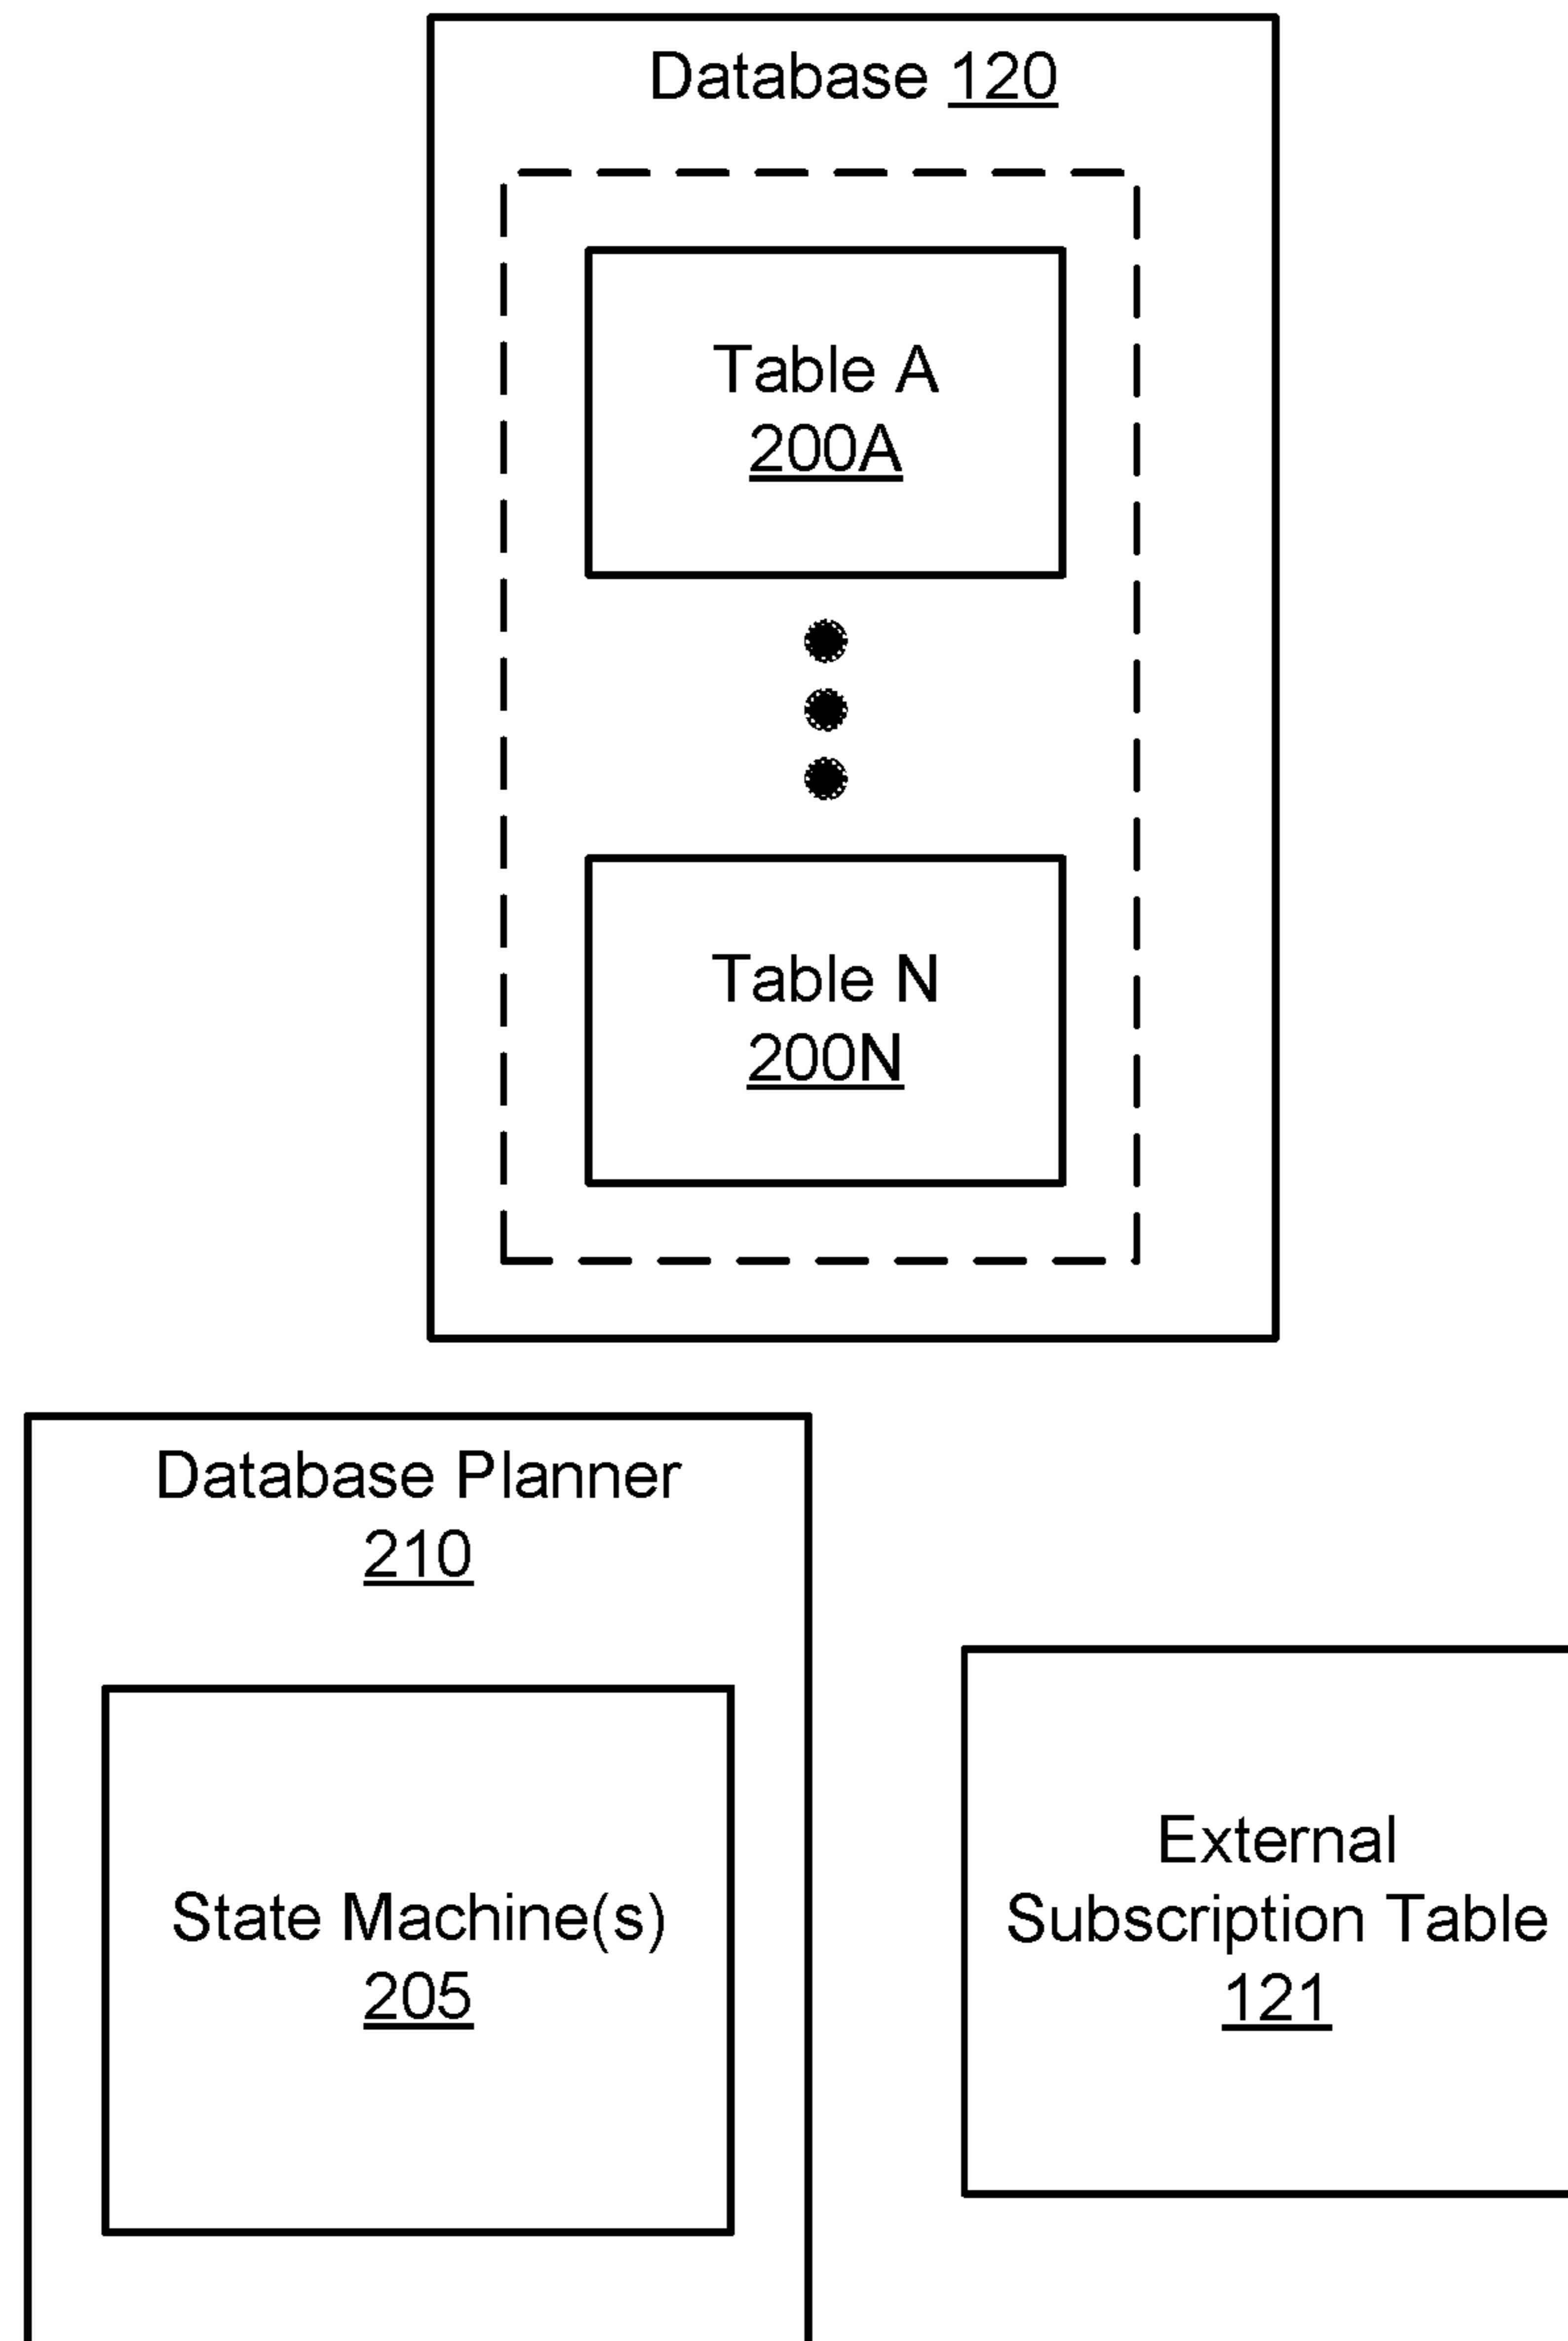 Database 120
Table A
200A
Table N
200N
Database Planner
210
State Machine(s)
205
External
Subscription Table
121